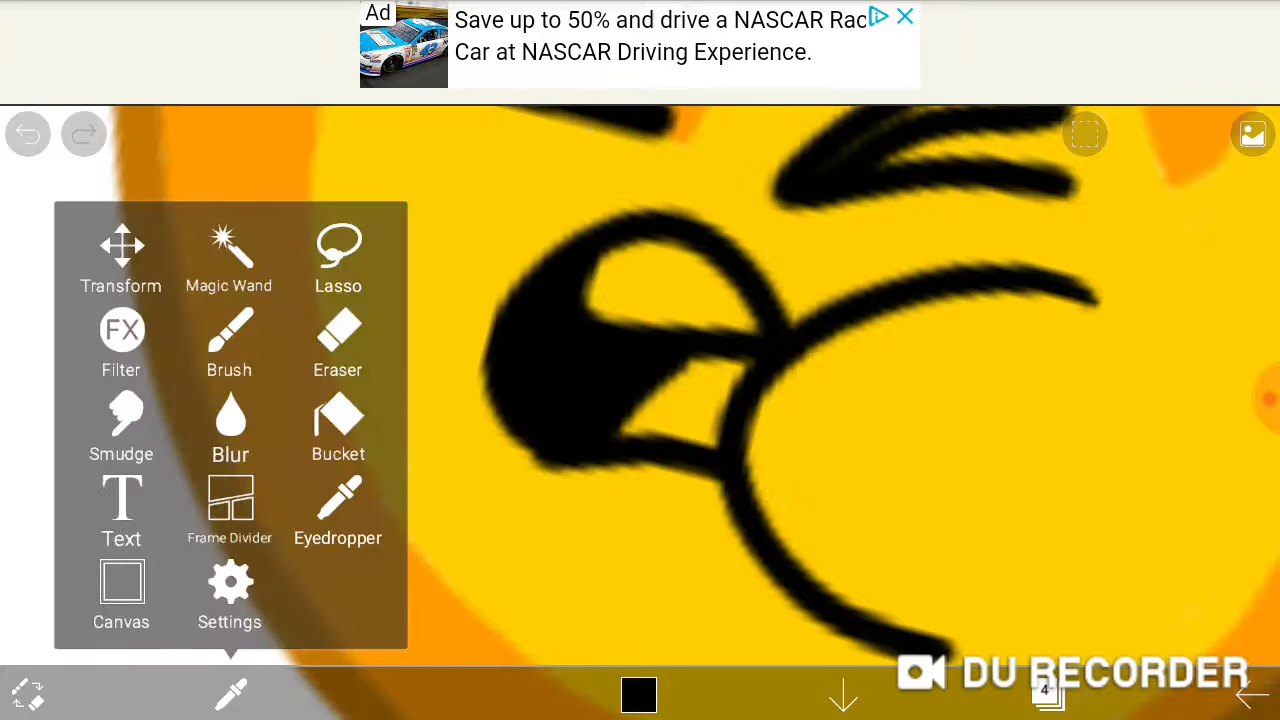 Ad
Save up to 50% and drive a NASCAR Rac
Car at NASCAR Driving Experience.
Transform
Magic Wand
Lasso
FX
Filter
Brush
Eraser
Smudge
Blur
Bucket
T
Text
Frame Divider
Eyedropper
Canvas
Settings
4
DU RECORDER